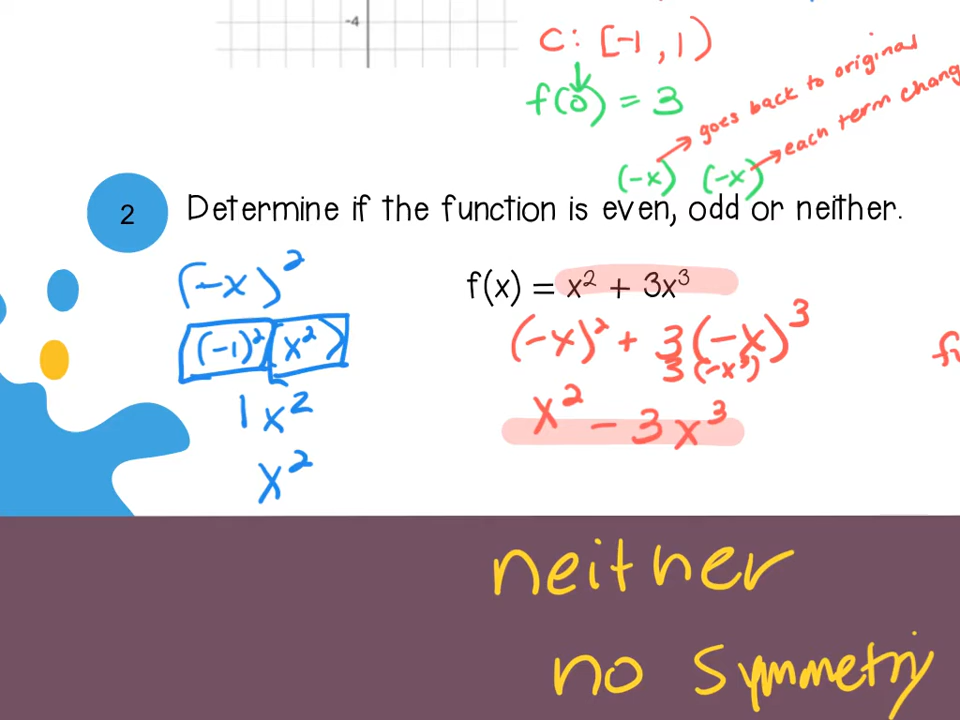 -4
C: [-1, 1)
f(0) = 3
goes back to original
each term chang
(-x) (-x)
2 Determine if the function is even, odd or neither.
(-x)²
f(x) = x² + 3x³
(-1)² (x²)
(-x)² + 3(-x)³
3(-x³)
1x²
x² - 3x³
x²
neither
no symmetry